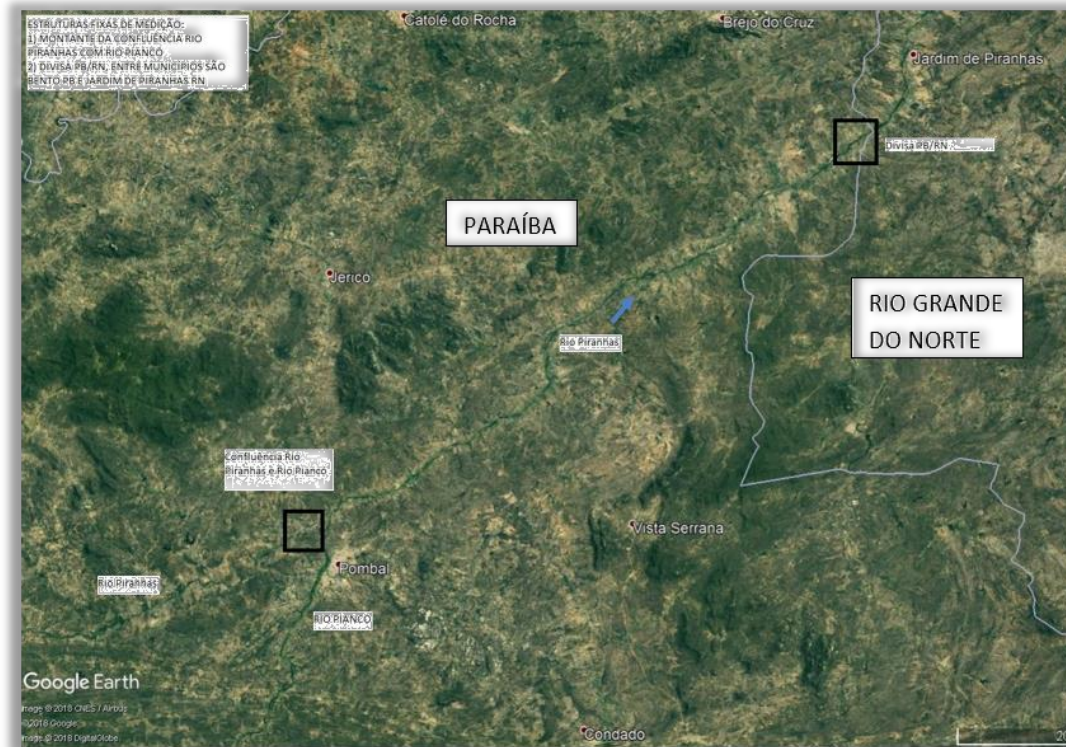 ESTRUTURAS FIXAS DE MEDIÇÃO:
1) MONTANTE DA CONFLUÊNCIA RIO
PIRANHAS COM RIO PIANCÓ
2) DIVISA PB/RN, ENTRE MUNICÍPIOS SÃO
BENTO PB E JARDIM DE PIRANHAS RN
Catolé do Rocha
Brejo do Cruz
Jardim de Piranhas
Divisa PB/RN
PARAÍBA
Jerico
RIO GRANDE
DO NORTE
Rio Piranhas
Confluência Rio
Piranhas e Rio Piancó
Vista Serrana
Pombal
Rio Piranhas
RIO PIANCÓ
Google Earth
Image © 2018 CNES / Airbus
©2018 Google
Image © 2018 DigitalGlobe
Condado